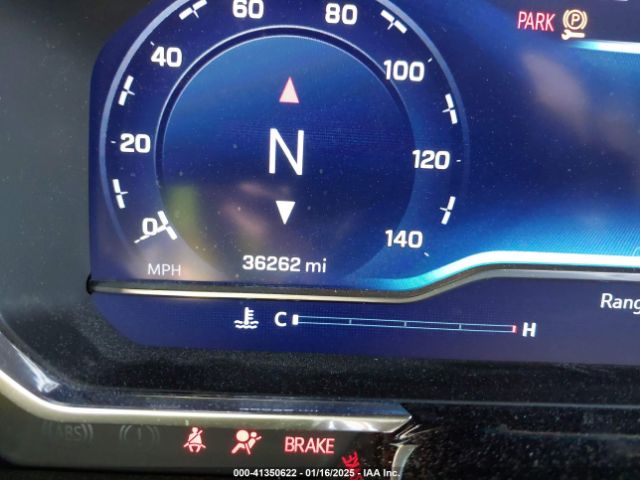 60 80
PARK P
40 100
N
20 120
0 140
36262 mi
MPH
Rang
C H
ABS
BRAKE
000-41350622 - 01/16/2025 - IAA Inc.